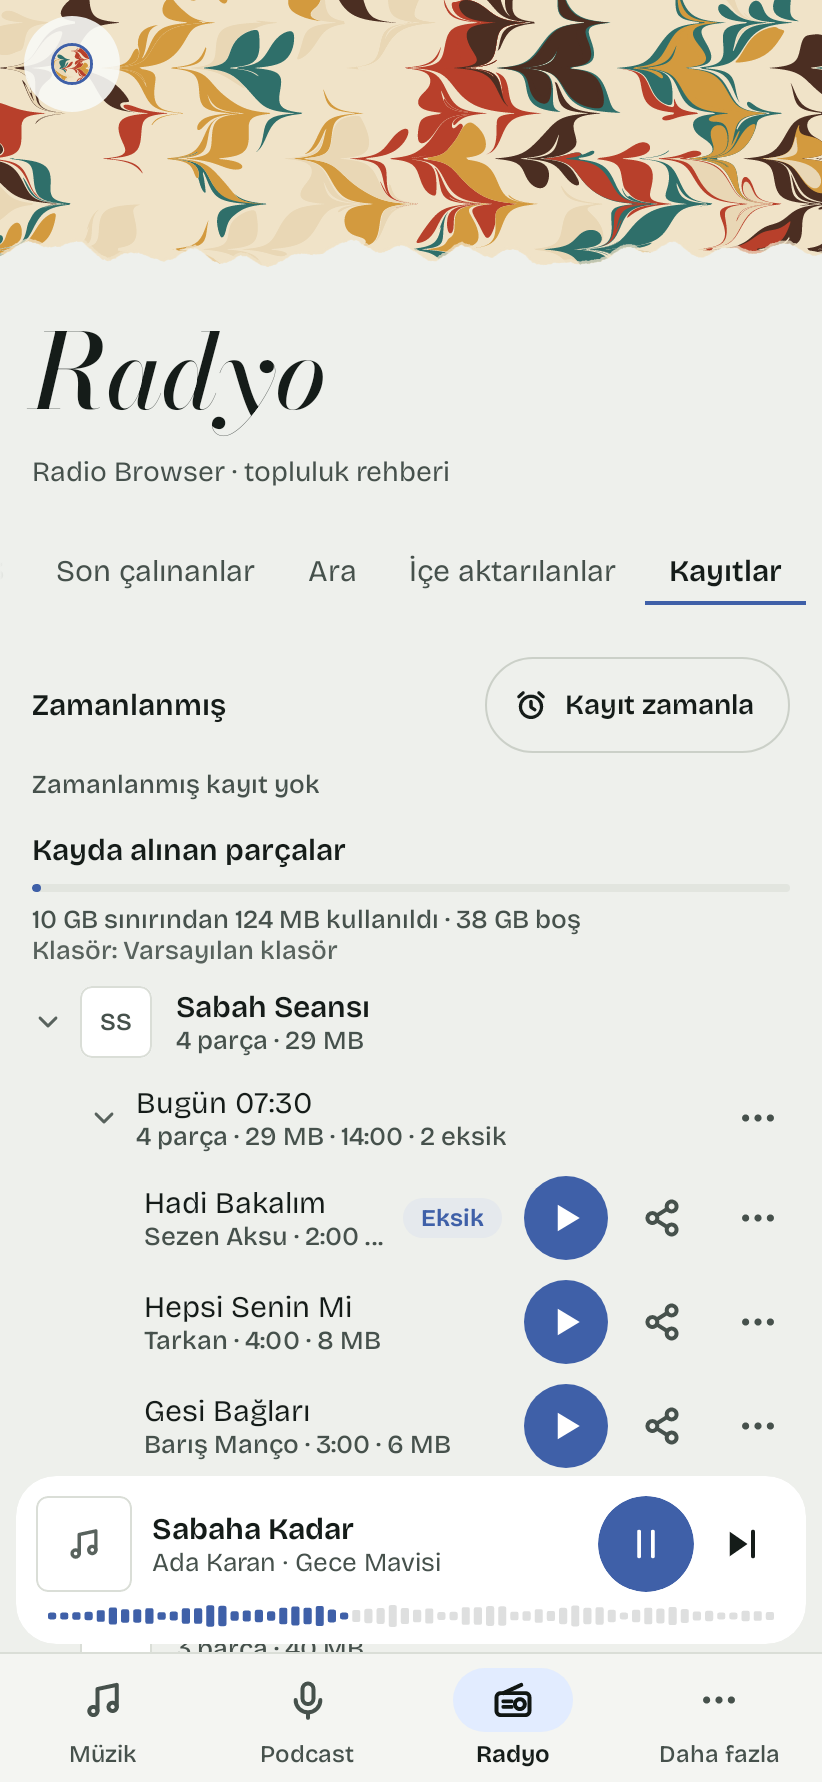 Radyo
Radio Browser · topluluk rehberi
Son çalınanlar Ara İçe aktarılanlar Kayıtlar
Zamanlanmış Kayıt zamanla
Zamanlanmış kayıt yok
Kayda alınan parçalar
10 GB sınırından 124 MB kullanıldı · 38 GB boş
Klasör: Varsayılan klasör
SS Sabah Seansı
4 parça · 29 MB
Bugün 07:30
4 parça · 29 MB · 14:00 · 2 eksik
Hadi Bakalım
Sezen Aksu · 2:00 ... Eksik
Hepsi Senin Mi
Tarkan · 4:00 · 8 MB
Gesi Bağları
Barış Manço · 3:00 · 6 MB
Sabaha Kadar
Ada Karan · Gece Mavisi
3 parça · 40 MB
Müzik Podcast Radyo Daha fazla